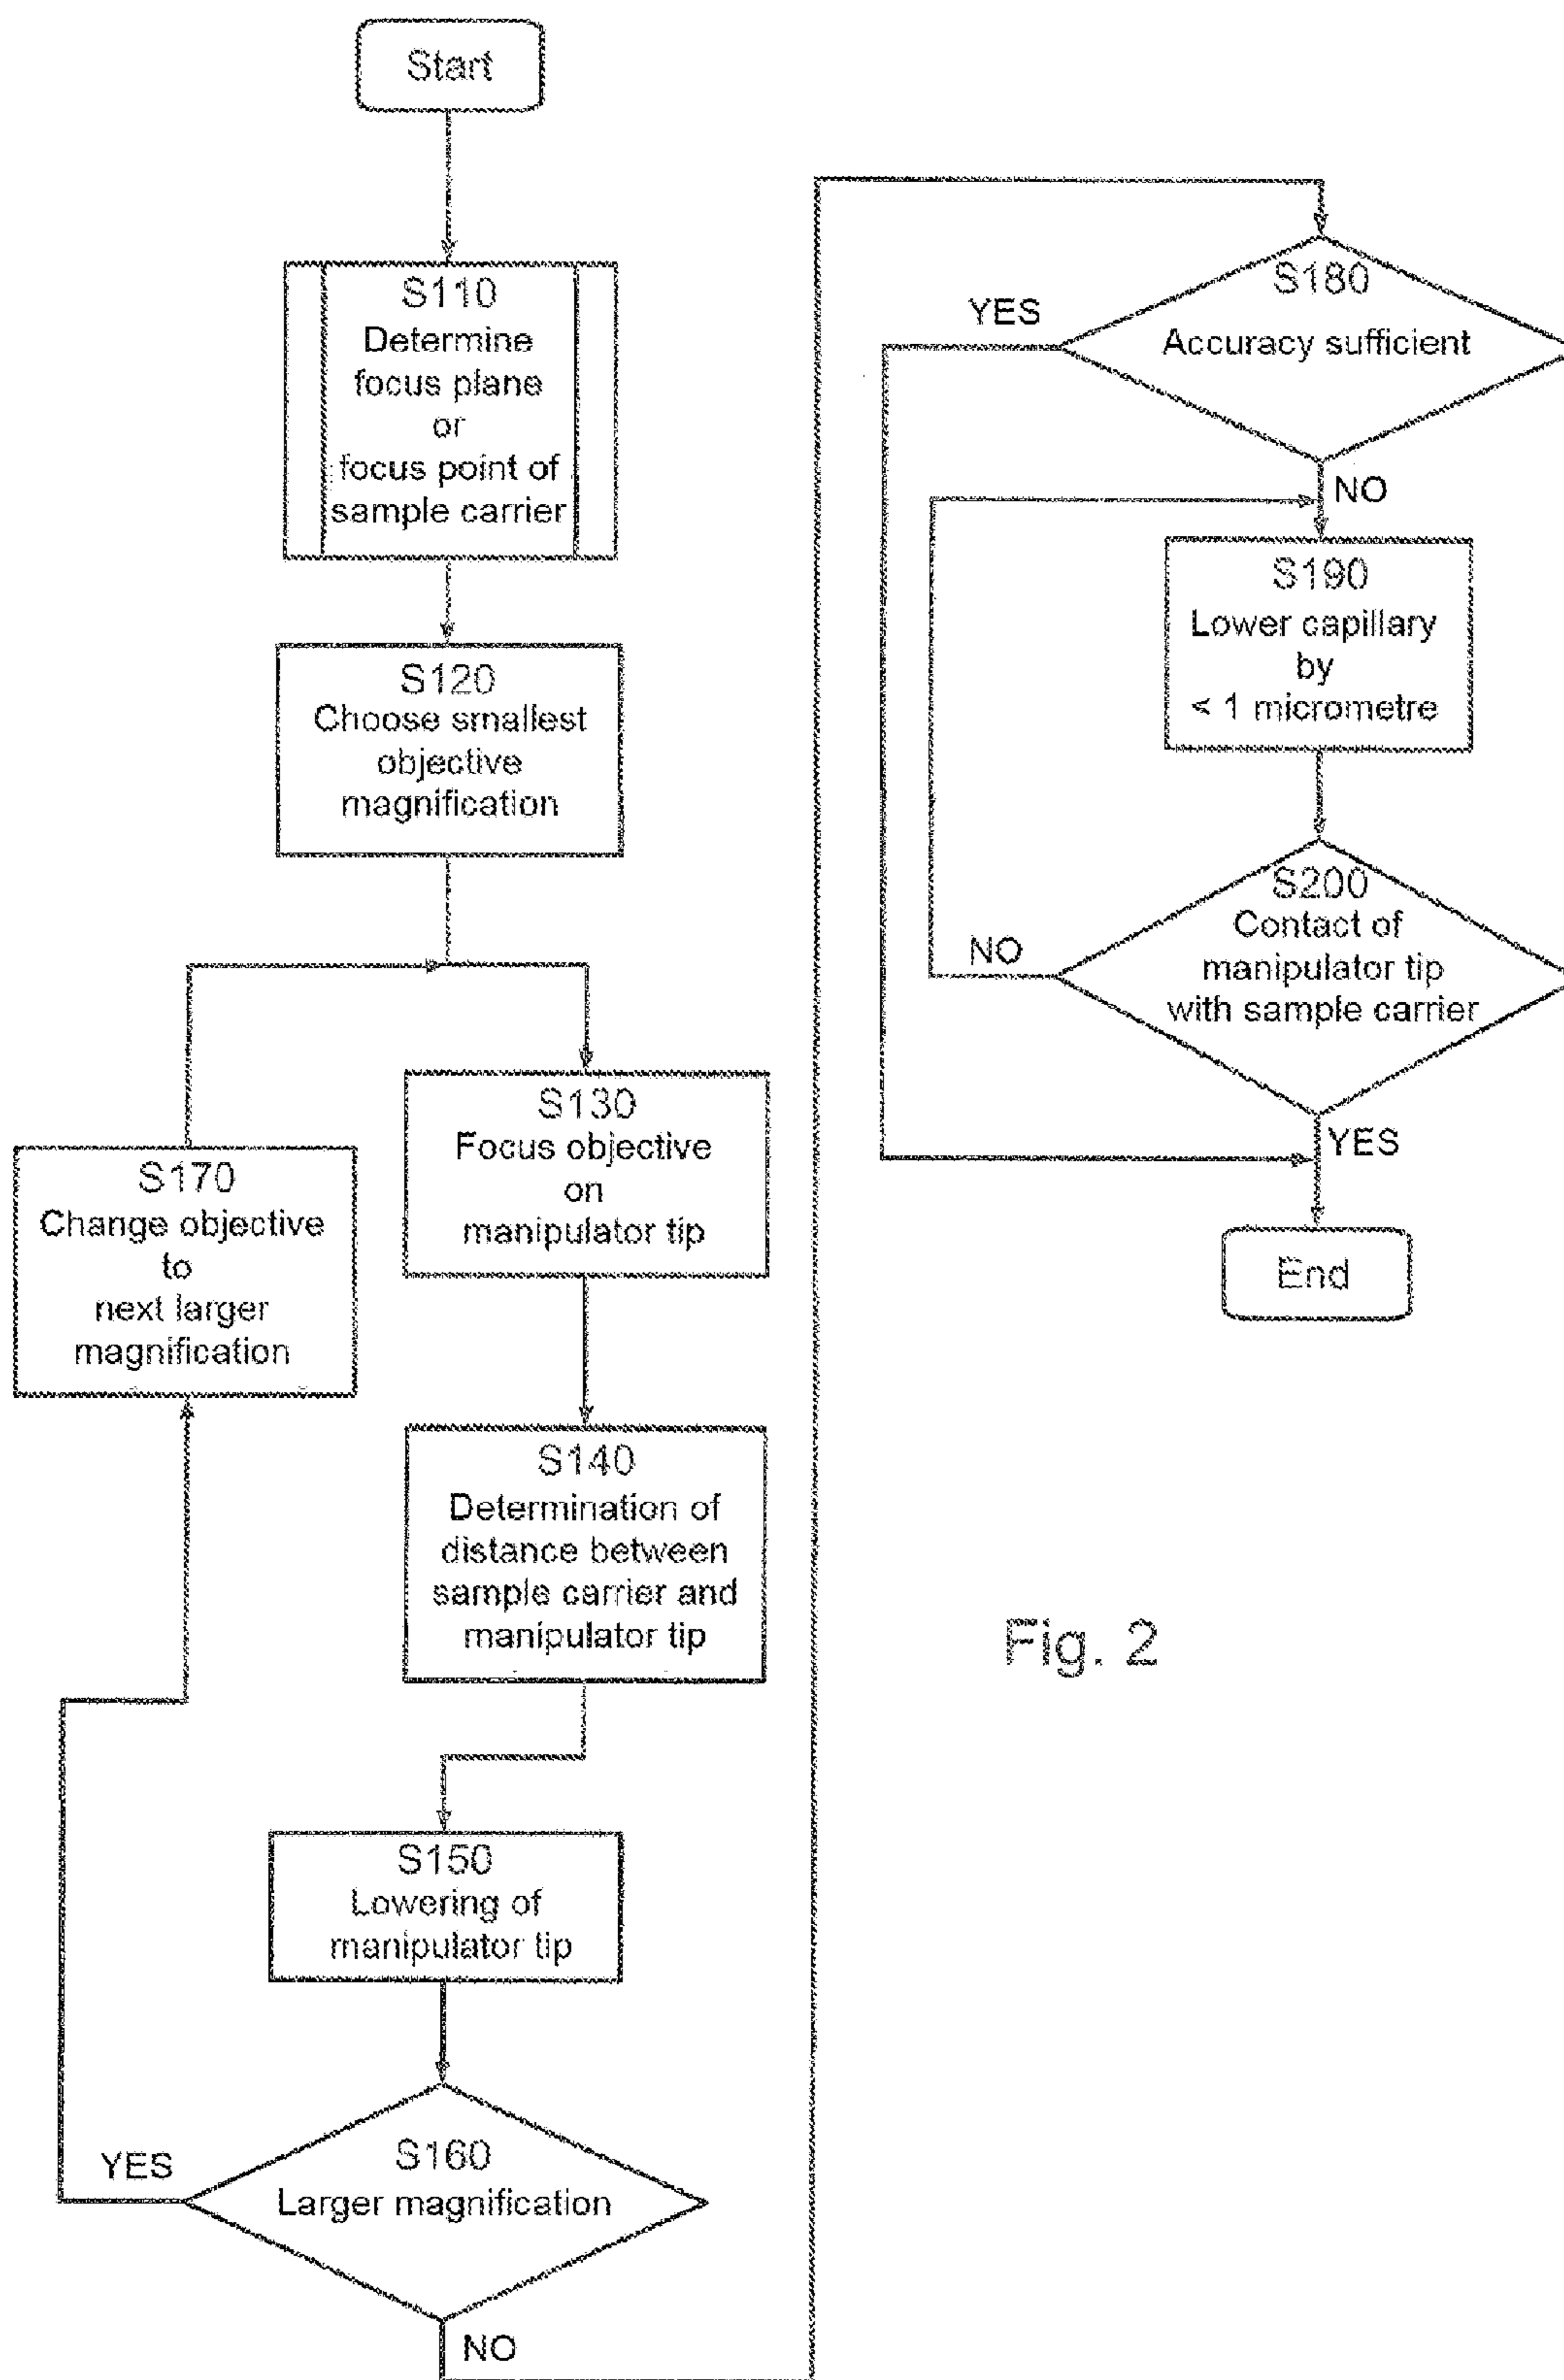 Start
S110
Determine
focus plane
or
focus point of
sample carrier
S120
Choose smallest
objective
magnification
S130
Focus objective
on
manipulator tip
S170
Change objective
to
next larger
magnification
S140
Determination of
distance between
sample carrier and
manipulator tip
S150
Lowering of
manipulator tip
YES
S160
Larger magnification
NO
S180
YES
Accuracy sufficient
NO
S190
Lower capillary
by
< 1 micrometre
S200
NO
Contact of
manipulator tip
with sample carrier
YES
End
Fig. 2